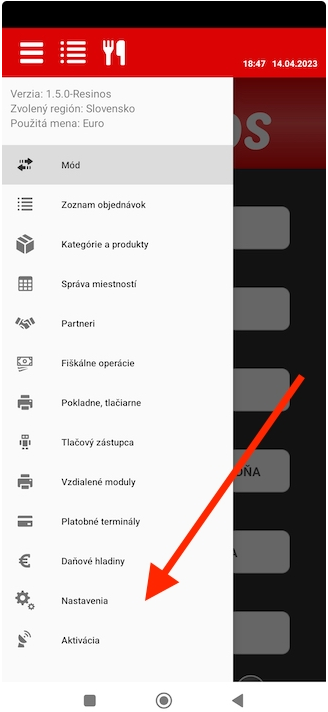 18:47 14.04.2023
Verzia: 1.5.0-Resinos
Zvolený región: Slovensko
Použitá mena: Euro
os
Mód
Zoznam objednávok
Kategórie a produkty
Správa miestností
Partneri
Fiškálne operácie
Pokladne, tlačiarne
Tlačový zástupca
DŇA
Vzdialené moduly
Platobné terminály
A
Daňové hladiny
Nastavenia
Aktivácia